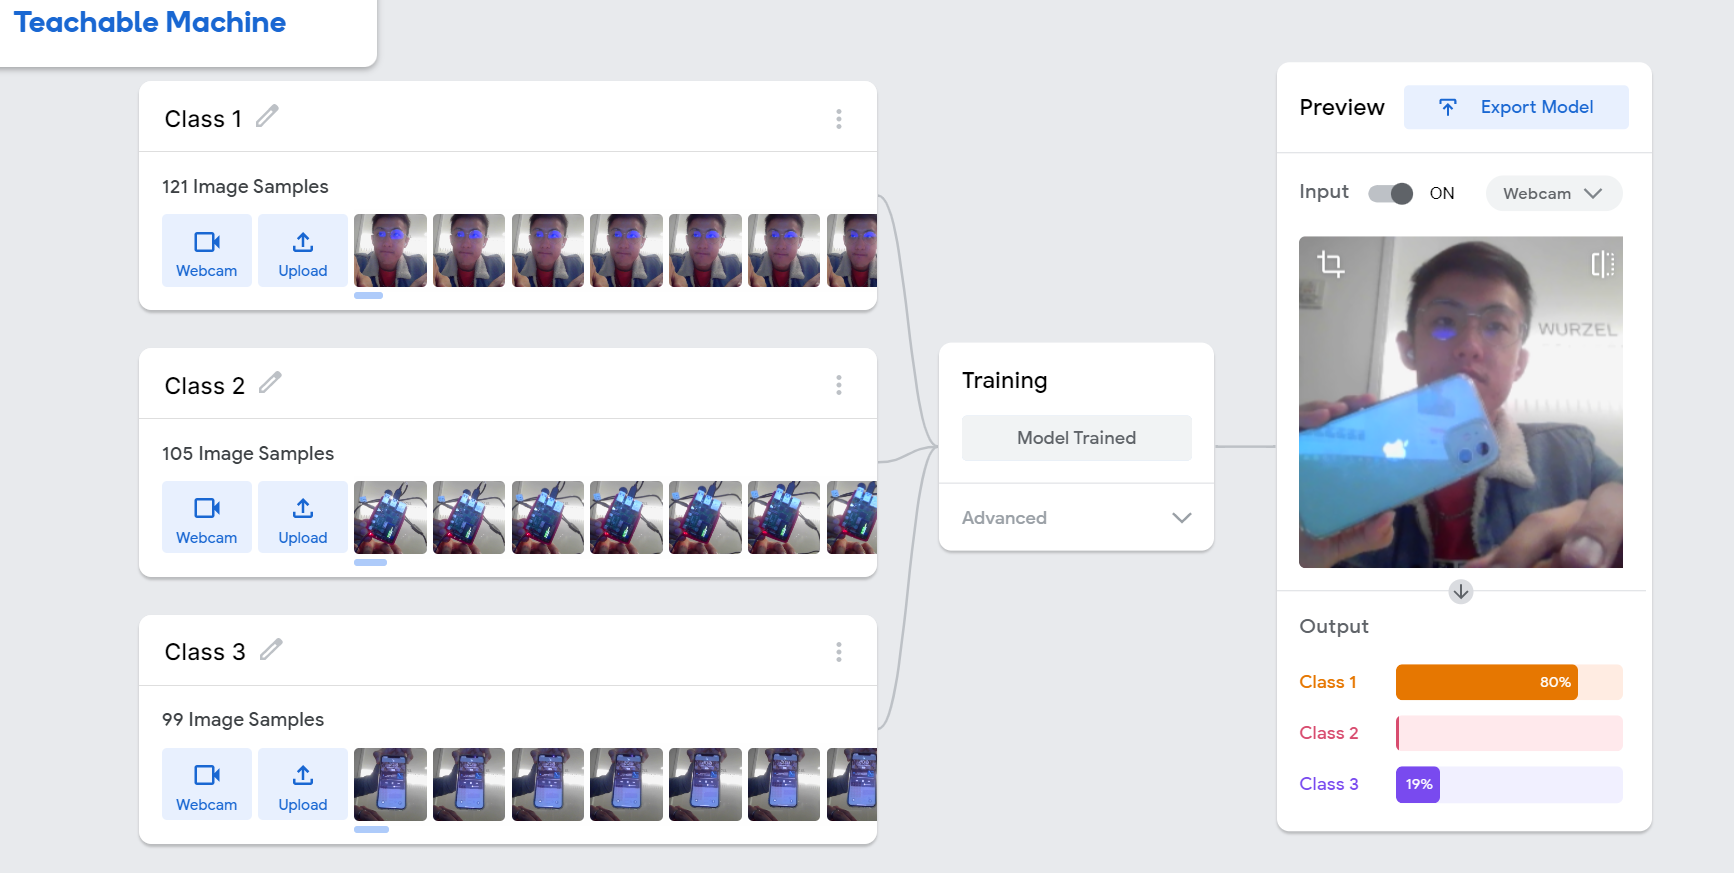 Teachable Machine
Class 1
121 Image Samples
Webcam
Upload
Class 2
105 Image Samples
Webcam
Upload
Class 3
99 Image Samples
Webcam
Upload
Training
Model Trained
Advanced
Preview
Export Model
Input
ON
Webcam
N WURZEL
Output
Class 1
80%
Class 2
Class 3
19%